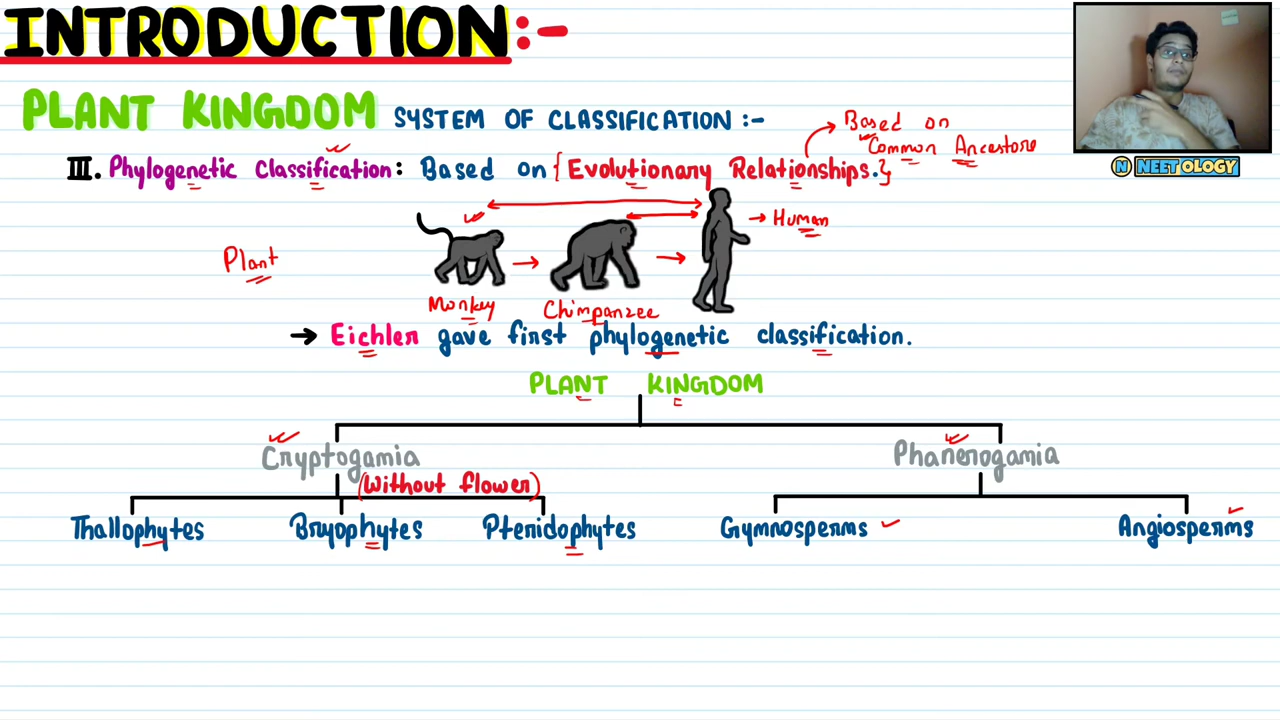 INTRODUCTION:-
PLANT KINGDOM SYSTEM OF CLASSIFICATION :-
Based on
Common Ancestore
III. Phylogenetic Classification: Based on {Evolutionary Relationships.}
N NEETOLOGY
→ Human
Plant
Monkey
Chimpanzee
→ Eichler gave first phylogenetic classification.
PLANT KINGDOM
Cryptogamia
Phanerogamia
(Without flower)
Thallophytes
Bryophytes
Pteridophytes
Gymnosperms
Angiosperms